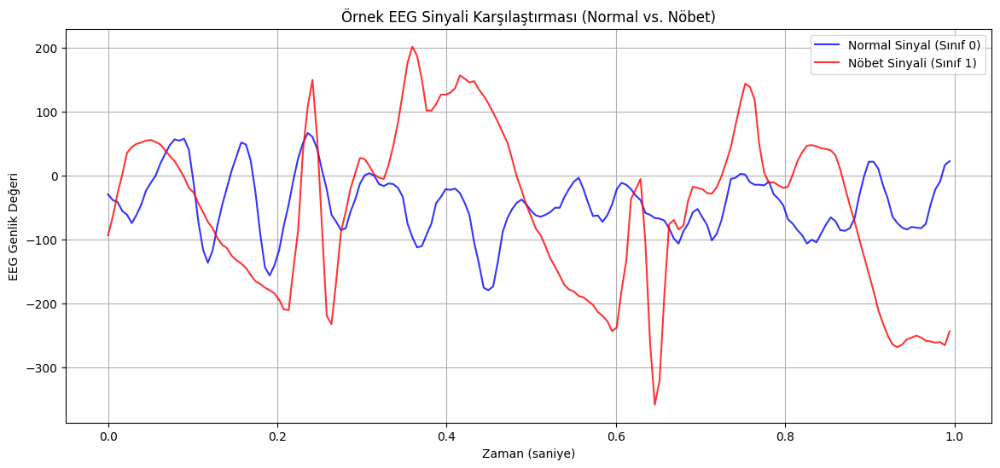 Örnek EEG Sinyali Karşılaştırması (Normal vs. Nöbet)
Normal Sinyal (Sınıf 0)
Nöbet Sinyali (Sınıf 1)
EEG Genlik Değeri
200
100
0
−100
−200
−300
0.0
0.2
0.4
0.6
0.8
1.0
Zaman (saniye)